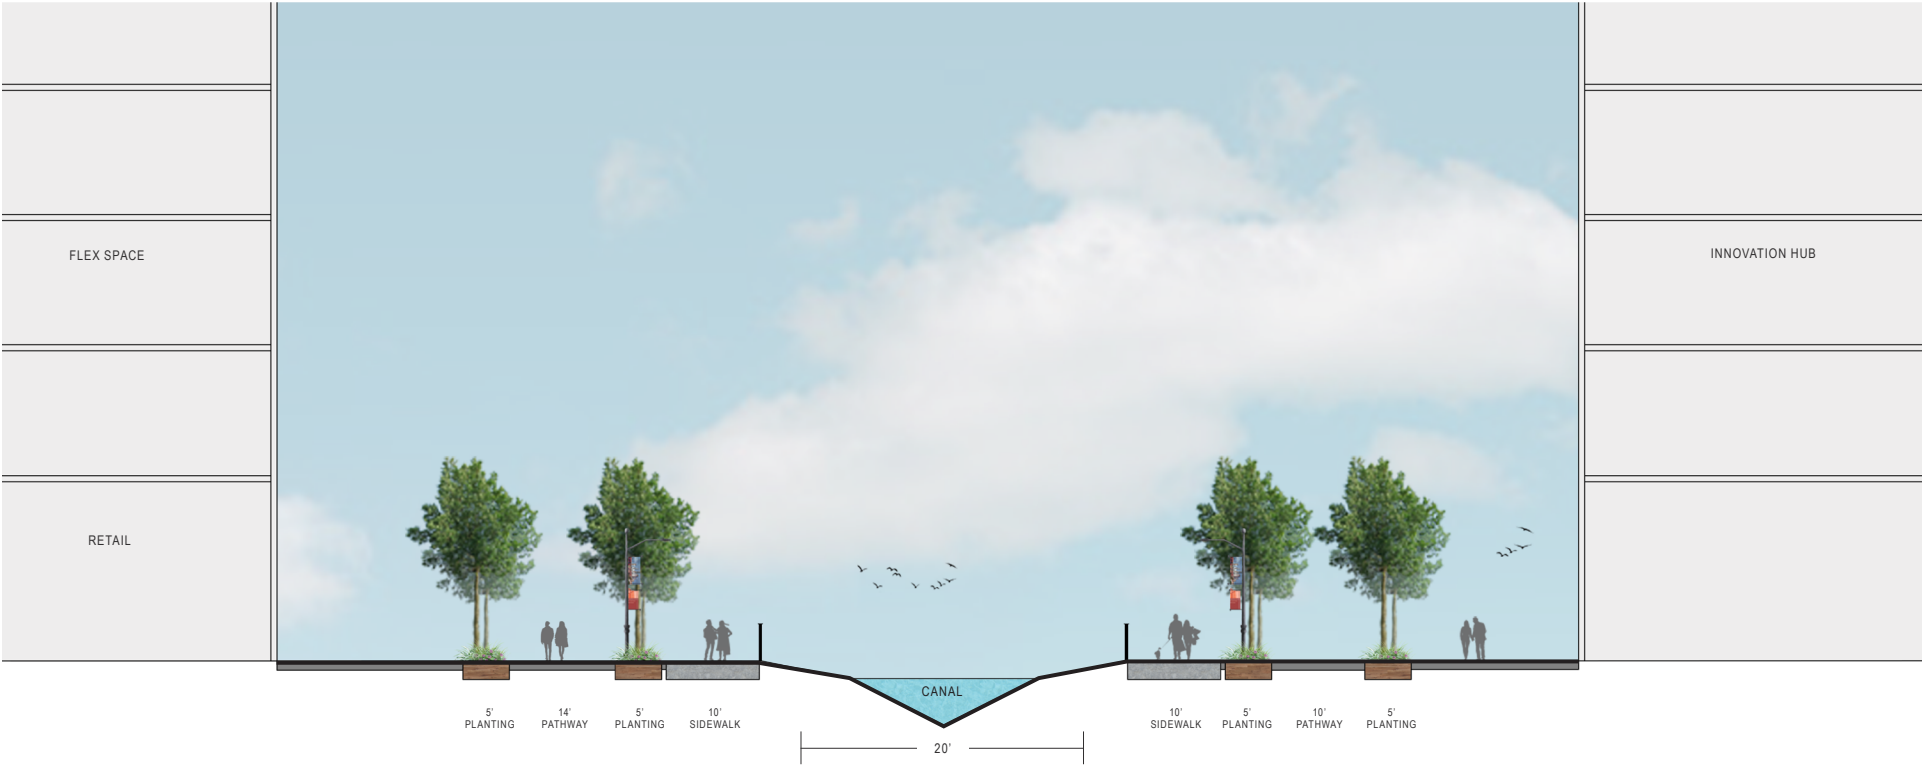 FLEX SPACE
INNOVATION HUB
RETAIL
CANAL
5'
PLANTING
14'
PATHWAY
5'
PLANTING
10'
SIDEWALK
10'
SIDEWALK
5'
PLANTING
10'
PATHWAY
5'
PLANTING
20'